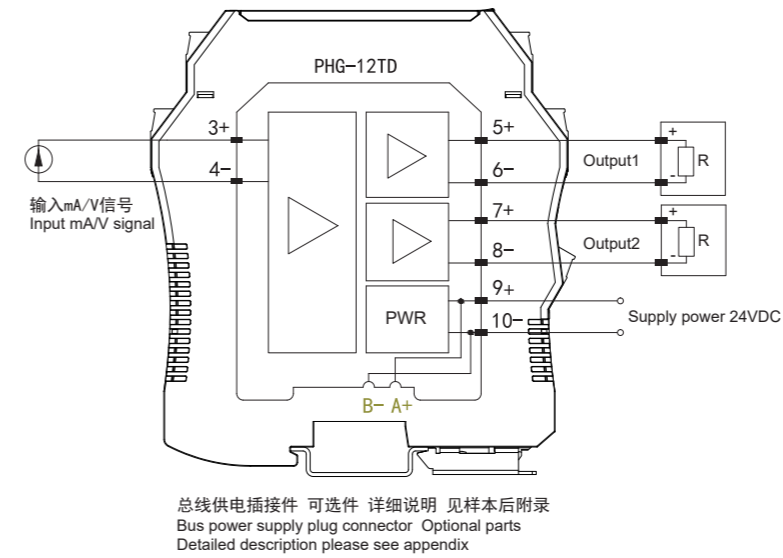 PHG-12TD
3+
4-
5+
6-
7+
8-
9+
10-
+
-
R
Output1
+
-
R
Output2
PWR
Supply power 24VDC
输入mA/V信号
Input mA/V signal
B- A+
总线供电插接件 可选件 详细说明 见样本后附录
Bus power supply plug connector Optional parts
Detailed description please see appendix